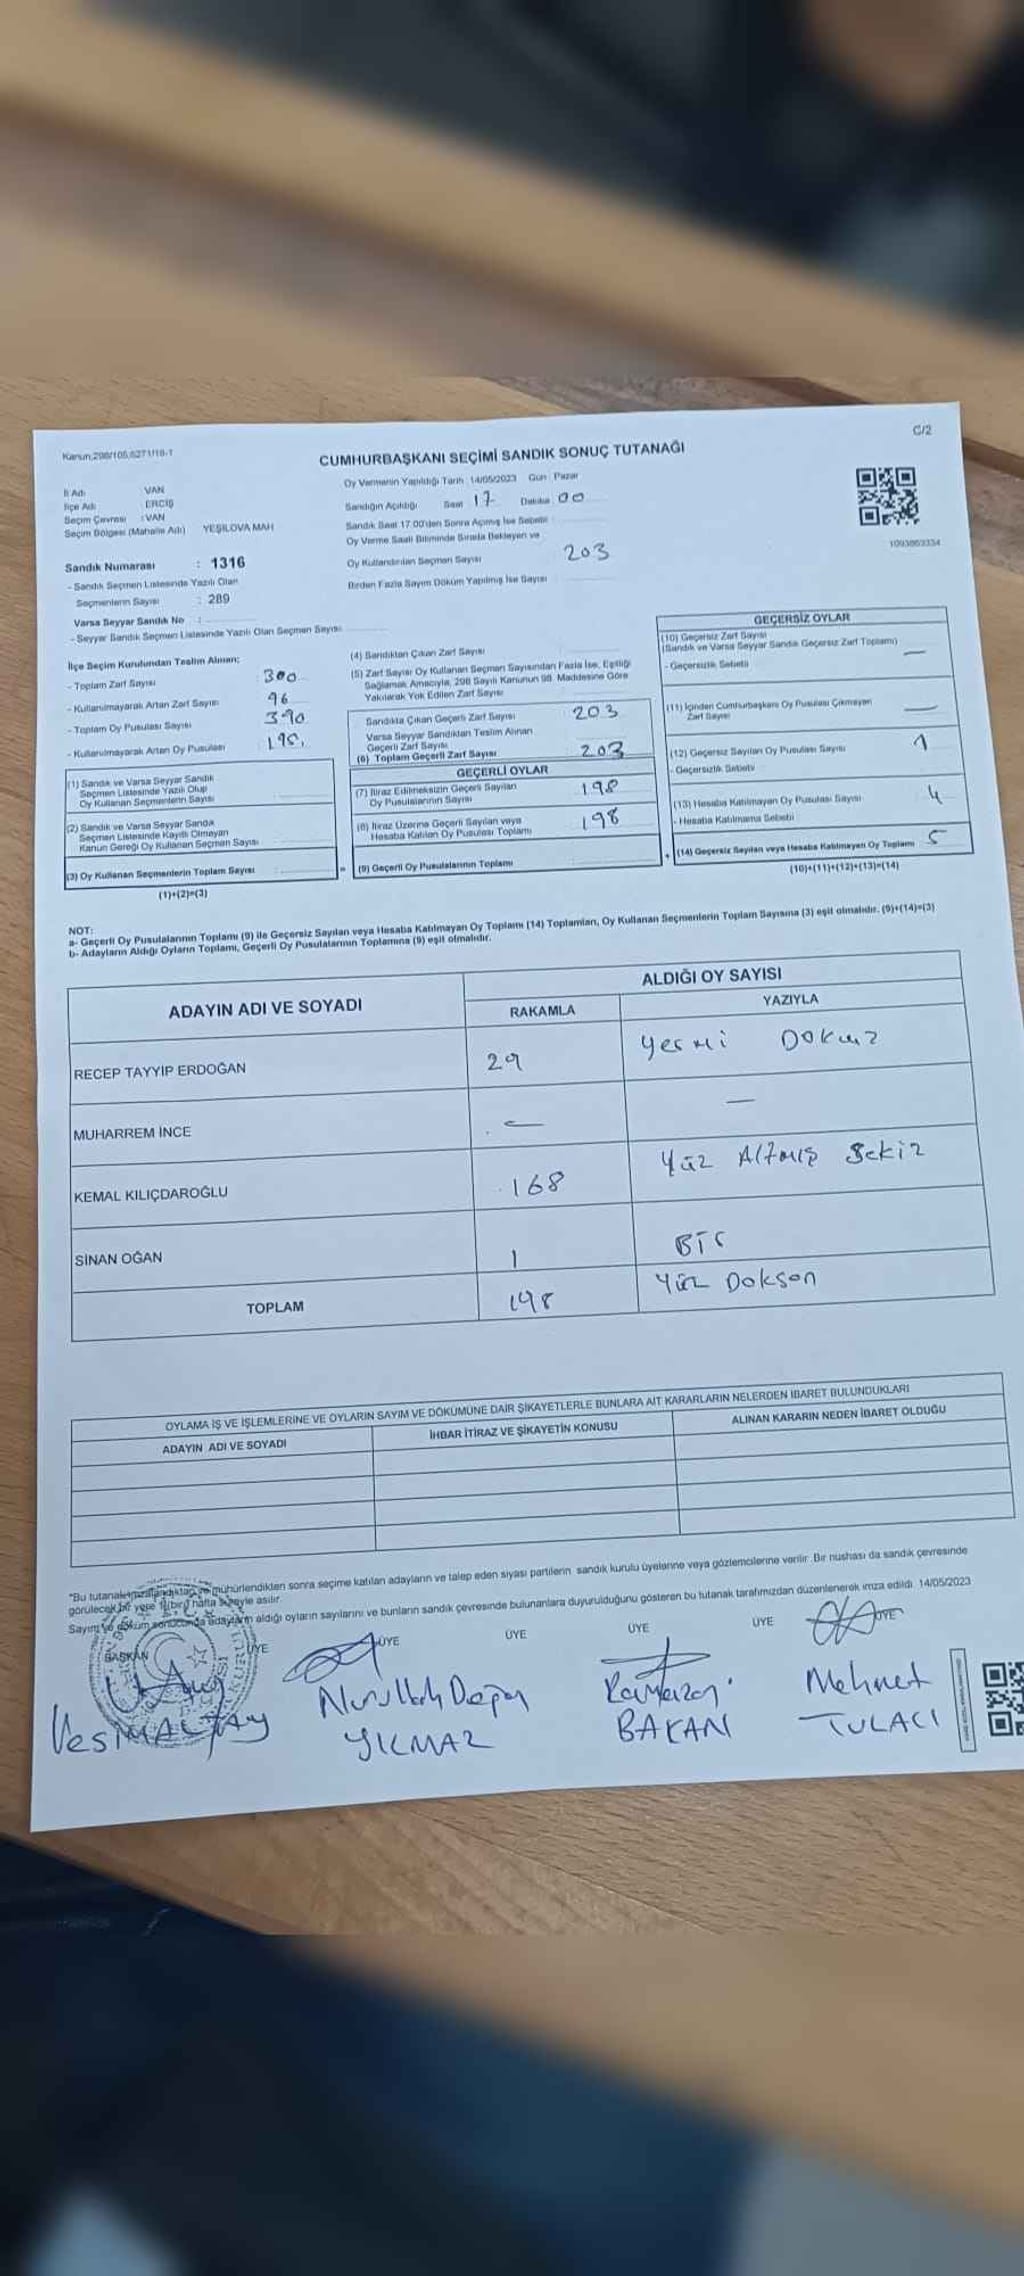 C/2
Kanun:298/105,6271/19-1
CUMHURBAŞKANI SEÇİMİ SANDIK SONUÇ TUTANAĞI
İl Adı : VAN
İlçe Adı : ERCİŞ
Seçim Çevresi : VAN
Seçim Bölgesi (Mahalle Adı) YEŞİLOVA MAH
Sandık Numarası : 1316
- Sandık Seçmen Listesinde Yazılı Olan
Seçmenlerin Sayısı : 289
Varsa Seyyar Sandık No :
- Seyyar Sandık Seçmen Listesinde Yazılı Olan Seçmen Sayısı
Oy Vermenin Yapıldığı Tarih 14/05/2023 Gün Pazar
Sandığın Açıldığı Saat 17 Dakika 00
Sandık Saat 17.00'den Sonra Açılmış İse Sebebi
Oy Verme Saati Bitiminde Sırada Bekleyen ve
Oy Kullandırılan Seçmen Sayısı 203
Birden Fazla Sayım Döküm Yapılmış İse Sayısı
1093863334
İlçe Seçim Kurulundan Teslim Alınan;
- Toplam Zarf Sayısı 300
- Kullanılmayarak Artan Zarf Sayısı 96
- Toplam Oy Pusulası Sayısı 390
- Kullanılmayarak Artan Oy Pusulası
(1) Sandık ve Varsa Seyyar Sandık
Seçmen Listesinde Yazılı Olup
Oy Kullanan Seçmenlerin Sayısı
(2) Sandık ve Varsa Seyyar Sandık
Seçmen Listesinde Kayıtlı Olmayan
Kanun Gereği Oy Kullanan Seçmen Sayısı
(3) Oy Kullanan Seçmenlerin Toplam Sayısı
(1)+(2)=(3)
(4) Sandıktan Çıkan Zarf Sayısı
(5) Zarf Sayısı Oy Kullanan Seçmen Sayısından Fazla İse, Eşitliği
Sağlamak Amacıyla, 298 Sayılı Kanunun 98. Maddesine Göre
Yakılarak Yok Edilen Zarf Sayısı
Sandıkta Çıkan Geçerli Zarf Sayısı 203
Varsa Seyyar Sandıktan Teslim Alınan
Geçerli Zarf Sayısı
(6) Toplam Geçerli Zarf Sayısı 203
GEÇERLİ OYLAR
(7) İtiraz Edilmeksizin Geçerli Sayılan
Oy Pusulalarının Sayısı 198
(8) İtiraz Üzerine Geçerli Sayılan veya
Hesaba Katılan Oy Pusulası Toplamı 198
(9) Geçerli Oy Pusulalarının Toplamı
GEÇERSİZ OYLAR
(10) Geçersiz Zarf Sayısı
(Sandık ve Varsa Seyyar Sandık Geçersiz Zarf Toplamı) —
- Geçersizlik Sebebi
(11) İçinden Cumhurbaşkanı Oy Pusulası Çıkmayan
Zarf Sayısı —
(12) Geçersiz Sayılan Oy Pusulası Sayısı 1
- Geçersizlik Sebebi
(13) Hesaba Katılmayan Oy Pusulası Sayısı 4
- Hesaba Katılmama Sebebi
(14) Geçersiz Sayılan veya Hesaba Katılmayan Oy Toplamı 5
(10)+(11)+(12)+(13)=(14)
NOT:
a- Geçerli Oy Pusulalarının Toplamı (9) ile Geçersiz Sayılan veya Hesaba Katılmayan Oy Toplamı (14) Toplamları, Oy Kullanan Seçmenlerin Toplam Sayısına (3) eşit olmalıdır. (9)+(14)=(3)
b- Adayların Aldığı Oyların Toplamı, Geçerli Oy Pusulalarının Toplamına (9) eşit olmalıdır.
ADAYIN ADI VE SOYADI
ALDIĞI OY SAYISI
RAKAMLA YAZIYLA
RECEP TAYYIP ERDOĞAN 29 Yermi Dokuz
MUHARREM İNCE — —
KEMAL KILIÇDAROĞLU 168 Yüz Altmış Sekiz
SİNAN OĞAN 1 Bir
TOPLAM 198 Yüz Dokson
OYLAMA İŞ VE İŞLEMLERİNE VE OYLARIN SAYIM VE DÖKÜMÜNE DAİR ŞİKAYETLERLE BUNLARA AİT KARARLARIN NELERDEN İBARET BULUNDUKLARI
ADAYIN ADI VE SOYADI İHBAR İTİRAZ VE ŞİKAYETİN KONUSU ALINAN KARARIN NEDEN İBARET OLDUĞU
"Bu tutanak imzalandıktan ve mühürlendikten sonra seçime katılan adayların ve talep eden siyasi partilerin sandık kurulu üyelerine veya gözlemcilerine verilir. Bir nushası da sandık çevresinde
görülecek bir yere 1(bir) hafta süreyle asılır.
Sayım ve döküm sonucunda adayların aldığı oyların sayılarını ve bunların sandık çevresinde bulunanlara duyurulduğunu gösteren bu tutanak tarafımızdan düzenlenerek imza edildi. 14/05/2023
BAŞKAN ÜYE ÜYE ÜYE ÜYE ÜYE ÜYE
Nurullah Doğan
YILMAZ
Ramazan
BAKAN
Mehmet
TULACI